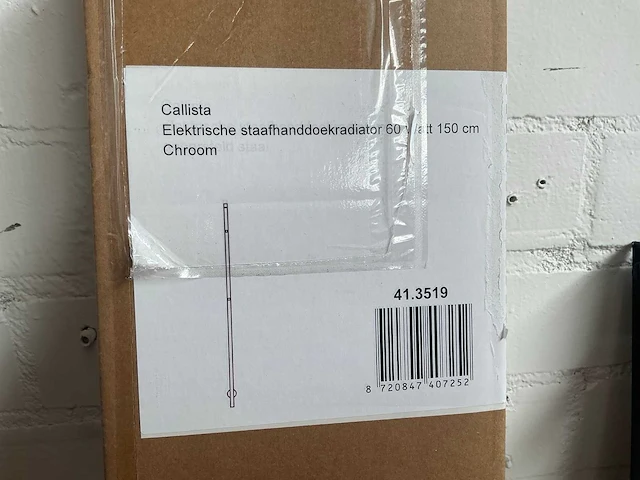 Callista
Elektrische staafhanddoekradiator 60 Watt 150 cm
Chroom
41.3519
8 720847 407252